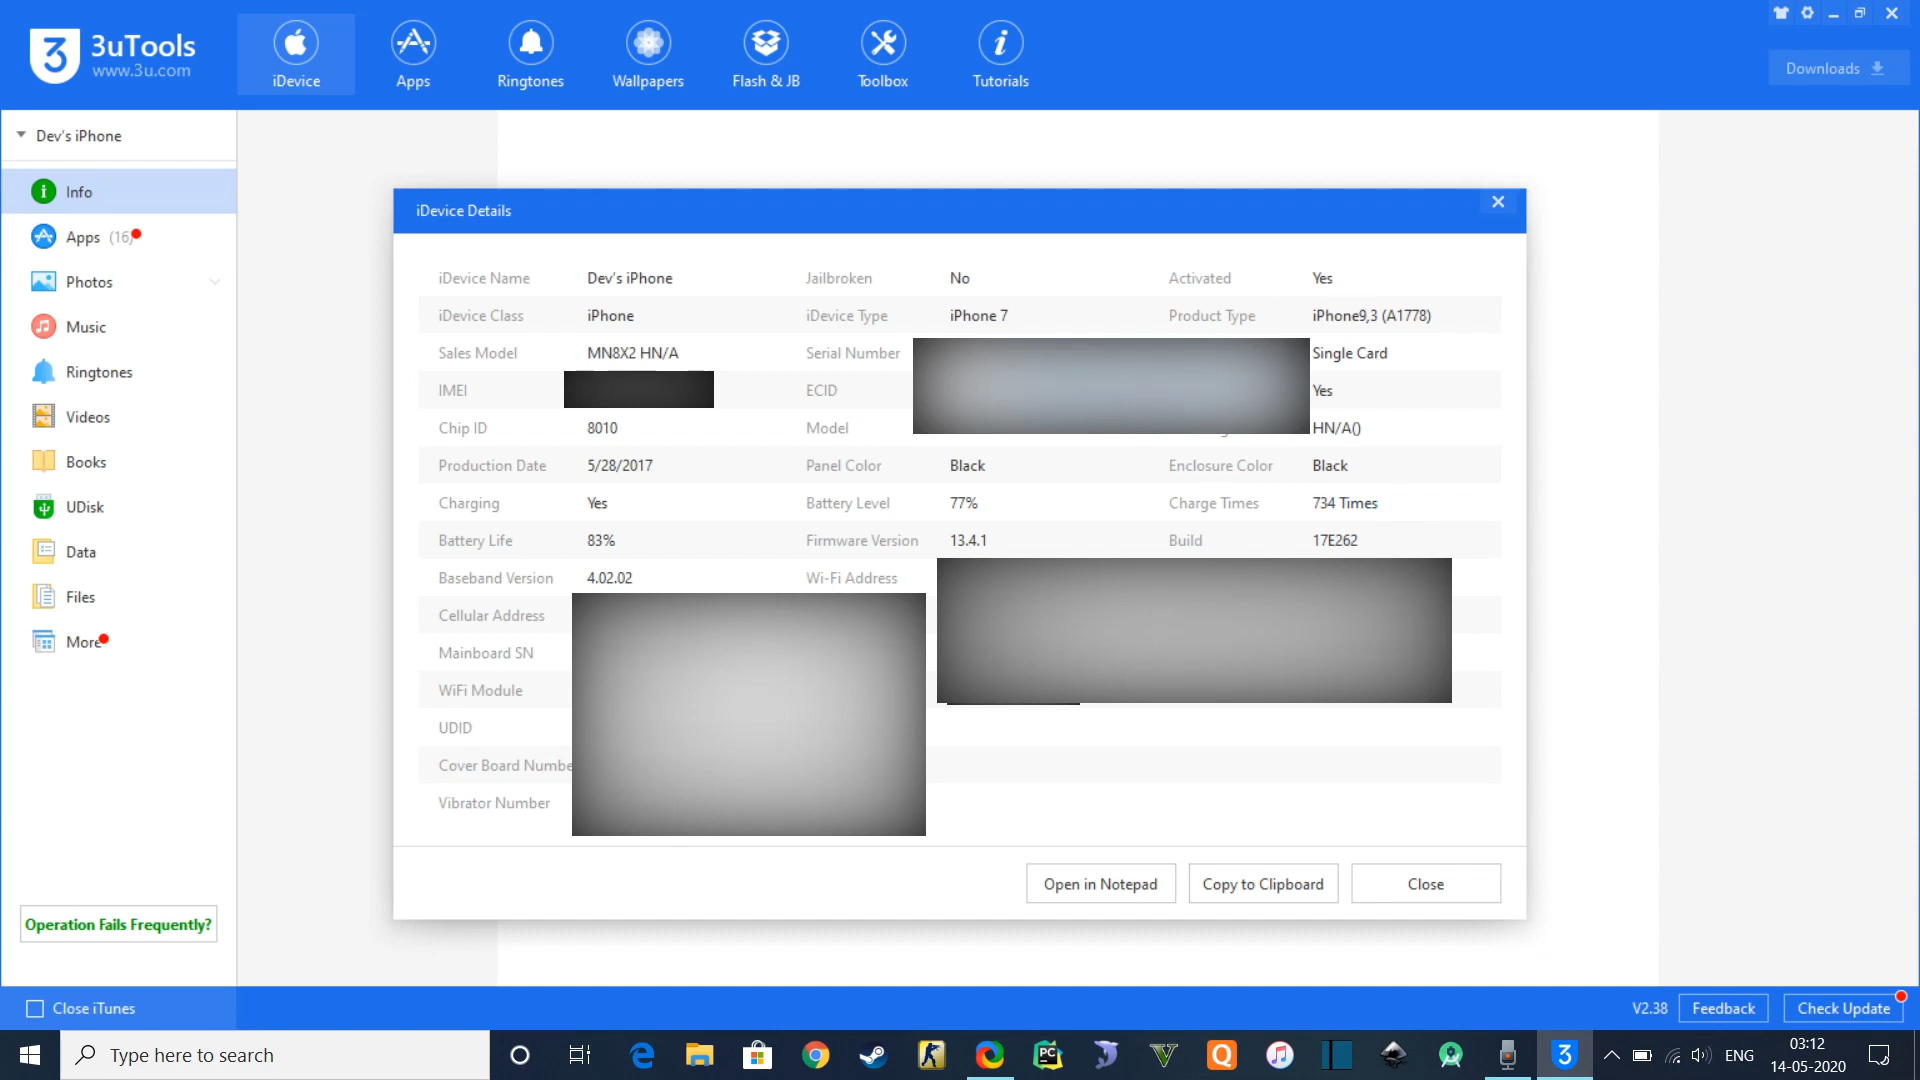 3uTools
www.3u.com
iDevice
Apps
Ringtones
Wallpapers
Flash & JB
Toolbox
Tutorials
Downloads
Dev's iPhone
Info
Apps (16)
Photos
Music
Ringtones
Videos
Books
UDisk
Data
Files
More
Operation Fails Frequently?
iDevice Details
iDevice Name Dev's iPhone Jailbroken No Activated Yes
iDevice Class iPhone iDevice Type iPhone 7 Product Type iPhone9,3 (A1778)
Sales Model MN8X2 HN/A Serial Number Single Card
IMEI ECID Yes
Chip ID 8010 Model HN/A()
Production Date 5/28/2017 Panel Color Black Enclosure Color Black
Charging Yes Battery Level 77% Charge Times 734 Times
Battery Life 83% Firmware Version 13.4.1 Build 17E262
Baseband Version 4.02.02 Wi-Fi Address
Cellular Address
Mainboard SN
WiFi Module
UDID
Cover Board Numbe
Vibrator Number
Open in Notepad Copy to Clipboard Close
Close iTunes
V2.38 Feedback Check Update
Type here to search
ENG
03:12
14-05-2020